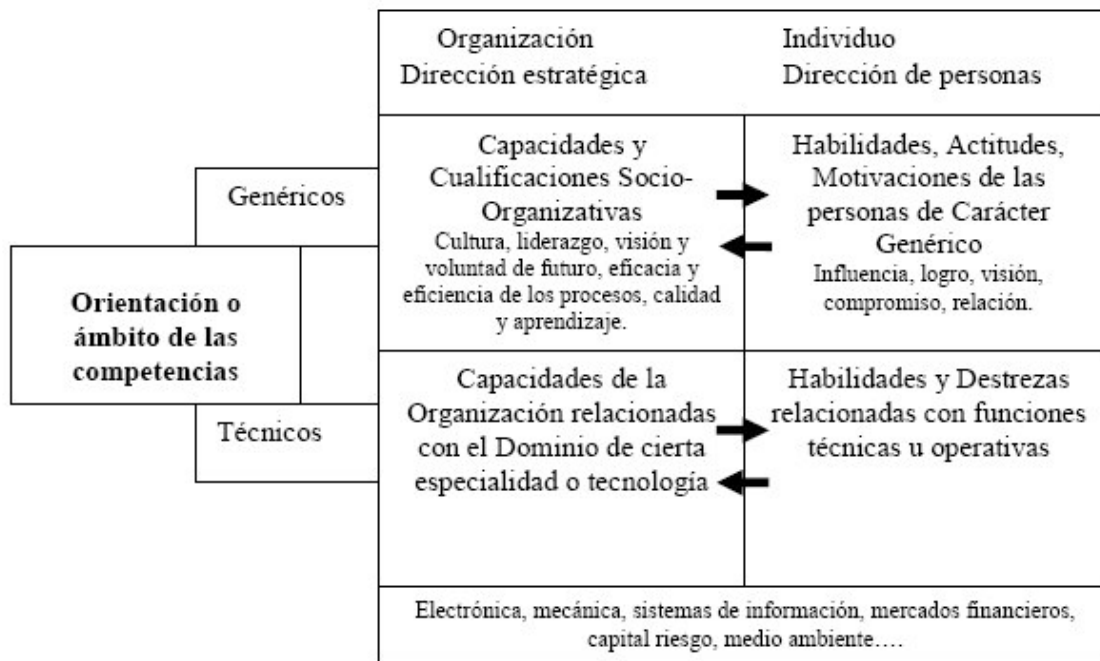 Organización
Dirección estratégica
Individuo
Dirección de personas
Genéricos
Capacidades y
Cualificaciones Socio-
Organizativas
Cultura, liderazgo, visión y
voluntad de futuro, eficacia y
eficiencia de los procesos, calidad
y aprendizaje.
Habilidades, Actitudes,
Motivaciones de las
personas de Carácter
Genérico
Influencia, logro, visión,
compromiso, relación.
Orientación o
ámbito de las
competencias
Técnicos
Capacidades de la
Organización relacionadas
con el Dominio de cierta
especialidad o tecnología
Habilidades y Destrezas
relacionadas con funciones
técnicas u operativas
Electrónica, mecánica, sistemas de información, mercados financieros,
capital riesgo, medio ambiente….